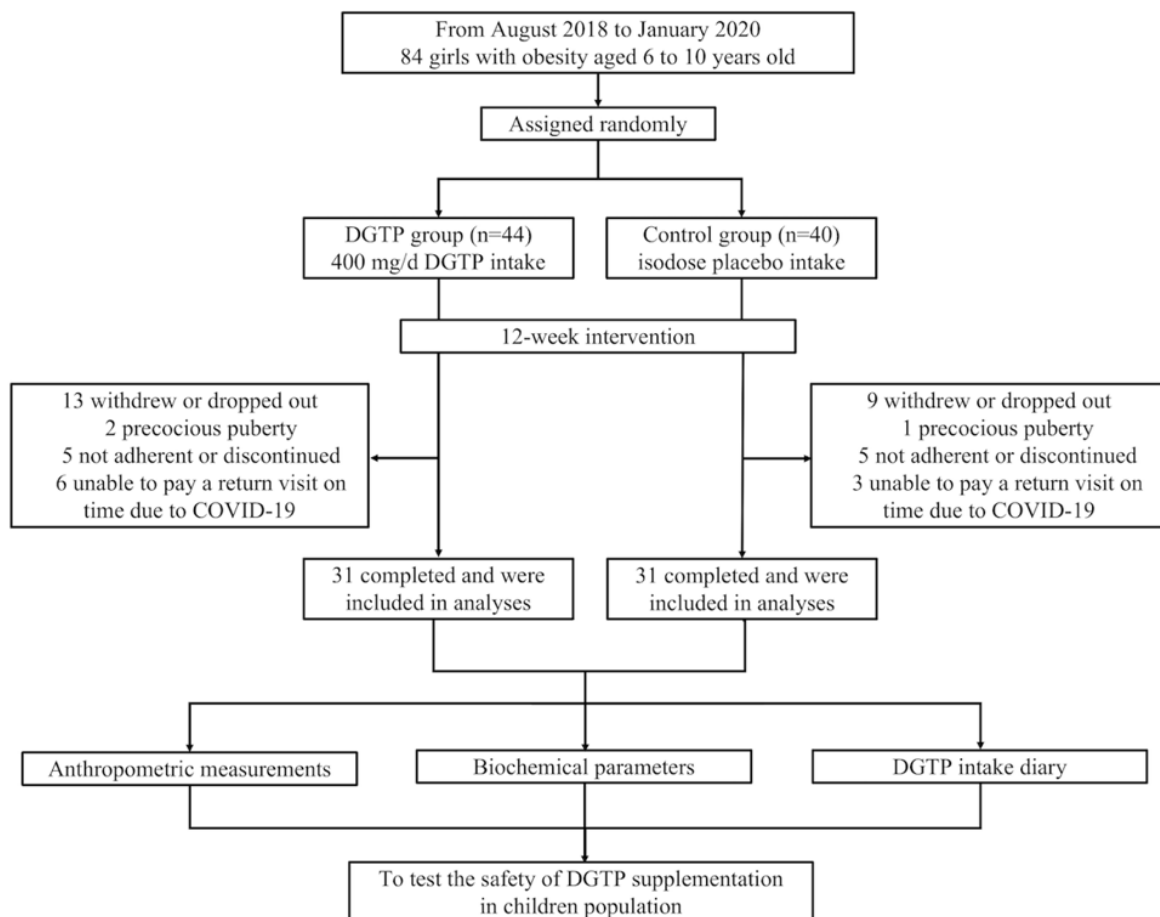 From August 2018 to January 2020
84 girls with obesity aged 6 to 10 years old
Assigned randomly
DGTP group (n=44)
400 mg/d DGTP intake
Control group (n=40)
isodose placebo intake
12-week intervention
13 withdrew or dropped out
2 precocious puberty
5 not adherent or discontinued
6 unable to pay a return visit on
time due to COVID-19
9 withdrew or dropped out
1 precocious puberty
5 not adherent or discontinued
3 unable to pay a return visit on
time due to COVID-19
31 completed and were
included in analyses
31 completed and were
included in analyses
Anthropometric measurements
Biochemical parameters
DGTP intake diary
To test the safety of DGTP supplementation
in children population